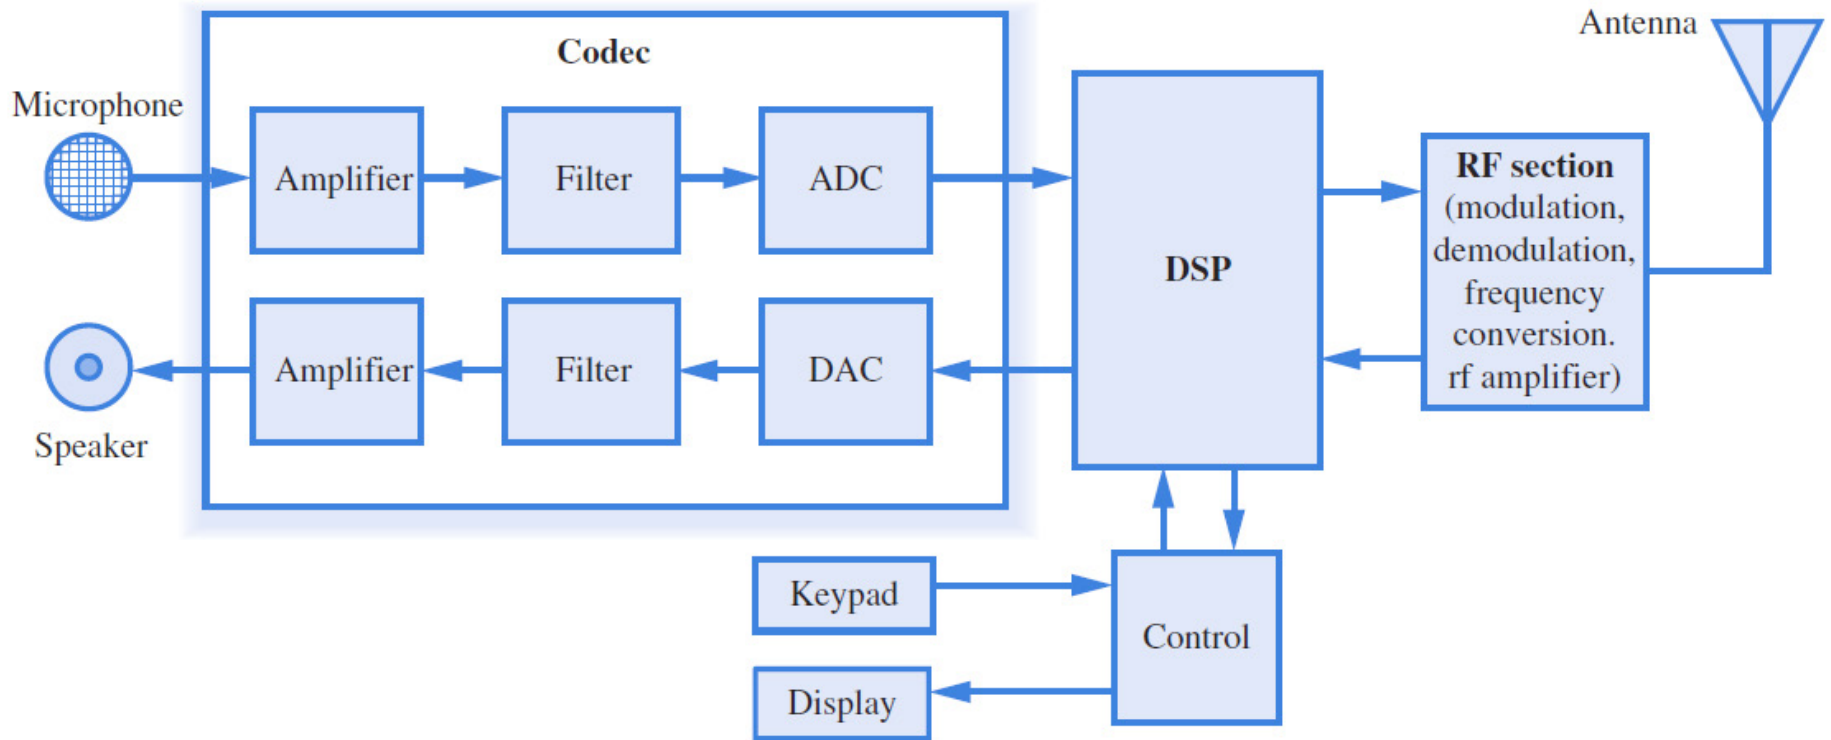 Antenna
Codec
Microphone
Amplifier
Filter
ADC
RF section
(modulation,
demodulation,
frequency
conversion.
rf amplifier)
DSP
Amplifier
Filter
DAC
Speaker
Keypad
Control
Display